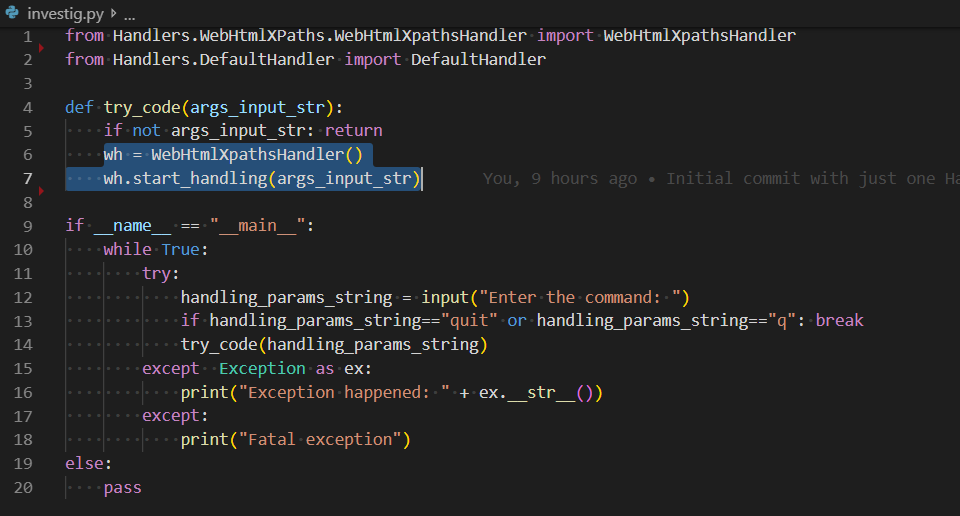 investig.py > ...
1 from Handlers.WebHtmlXPaths.WebHtmlXpathsHandler import WebHtmlXpathsHandler
2 from Handlers.DefaultHandler import DefaultHandler
3
4 def try_code(args_input_str):
5     if not args_input_str: return
6     wh = WebHtmlXpathsHandler()
7     wh.start_handling(args_input_str) You, 9 hours ago • Initial commit with just one Ha
8
9 if __name__ == "__main__":
10     while True:
11         try:
12             handling_params_string = input("Enter the command: ")
13             if handling_params_string=="quit" or handling_params_string=="q": break
14             try_code(handling_params_string)
15         except  Exception as ex:
16             print("Exception happened: " + ex.__str__())
17         except:
18             print("Fatal exception")
19 else:
20     pass